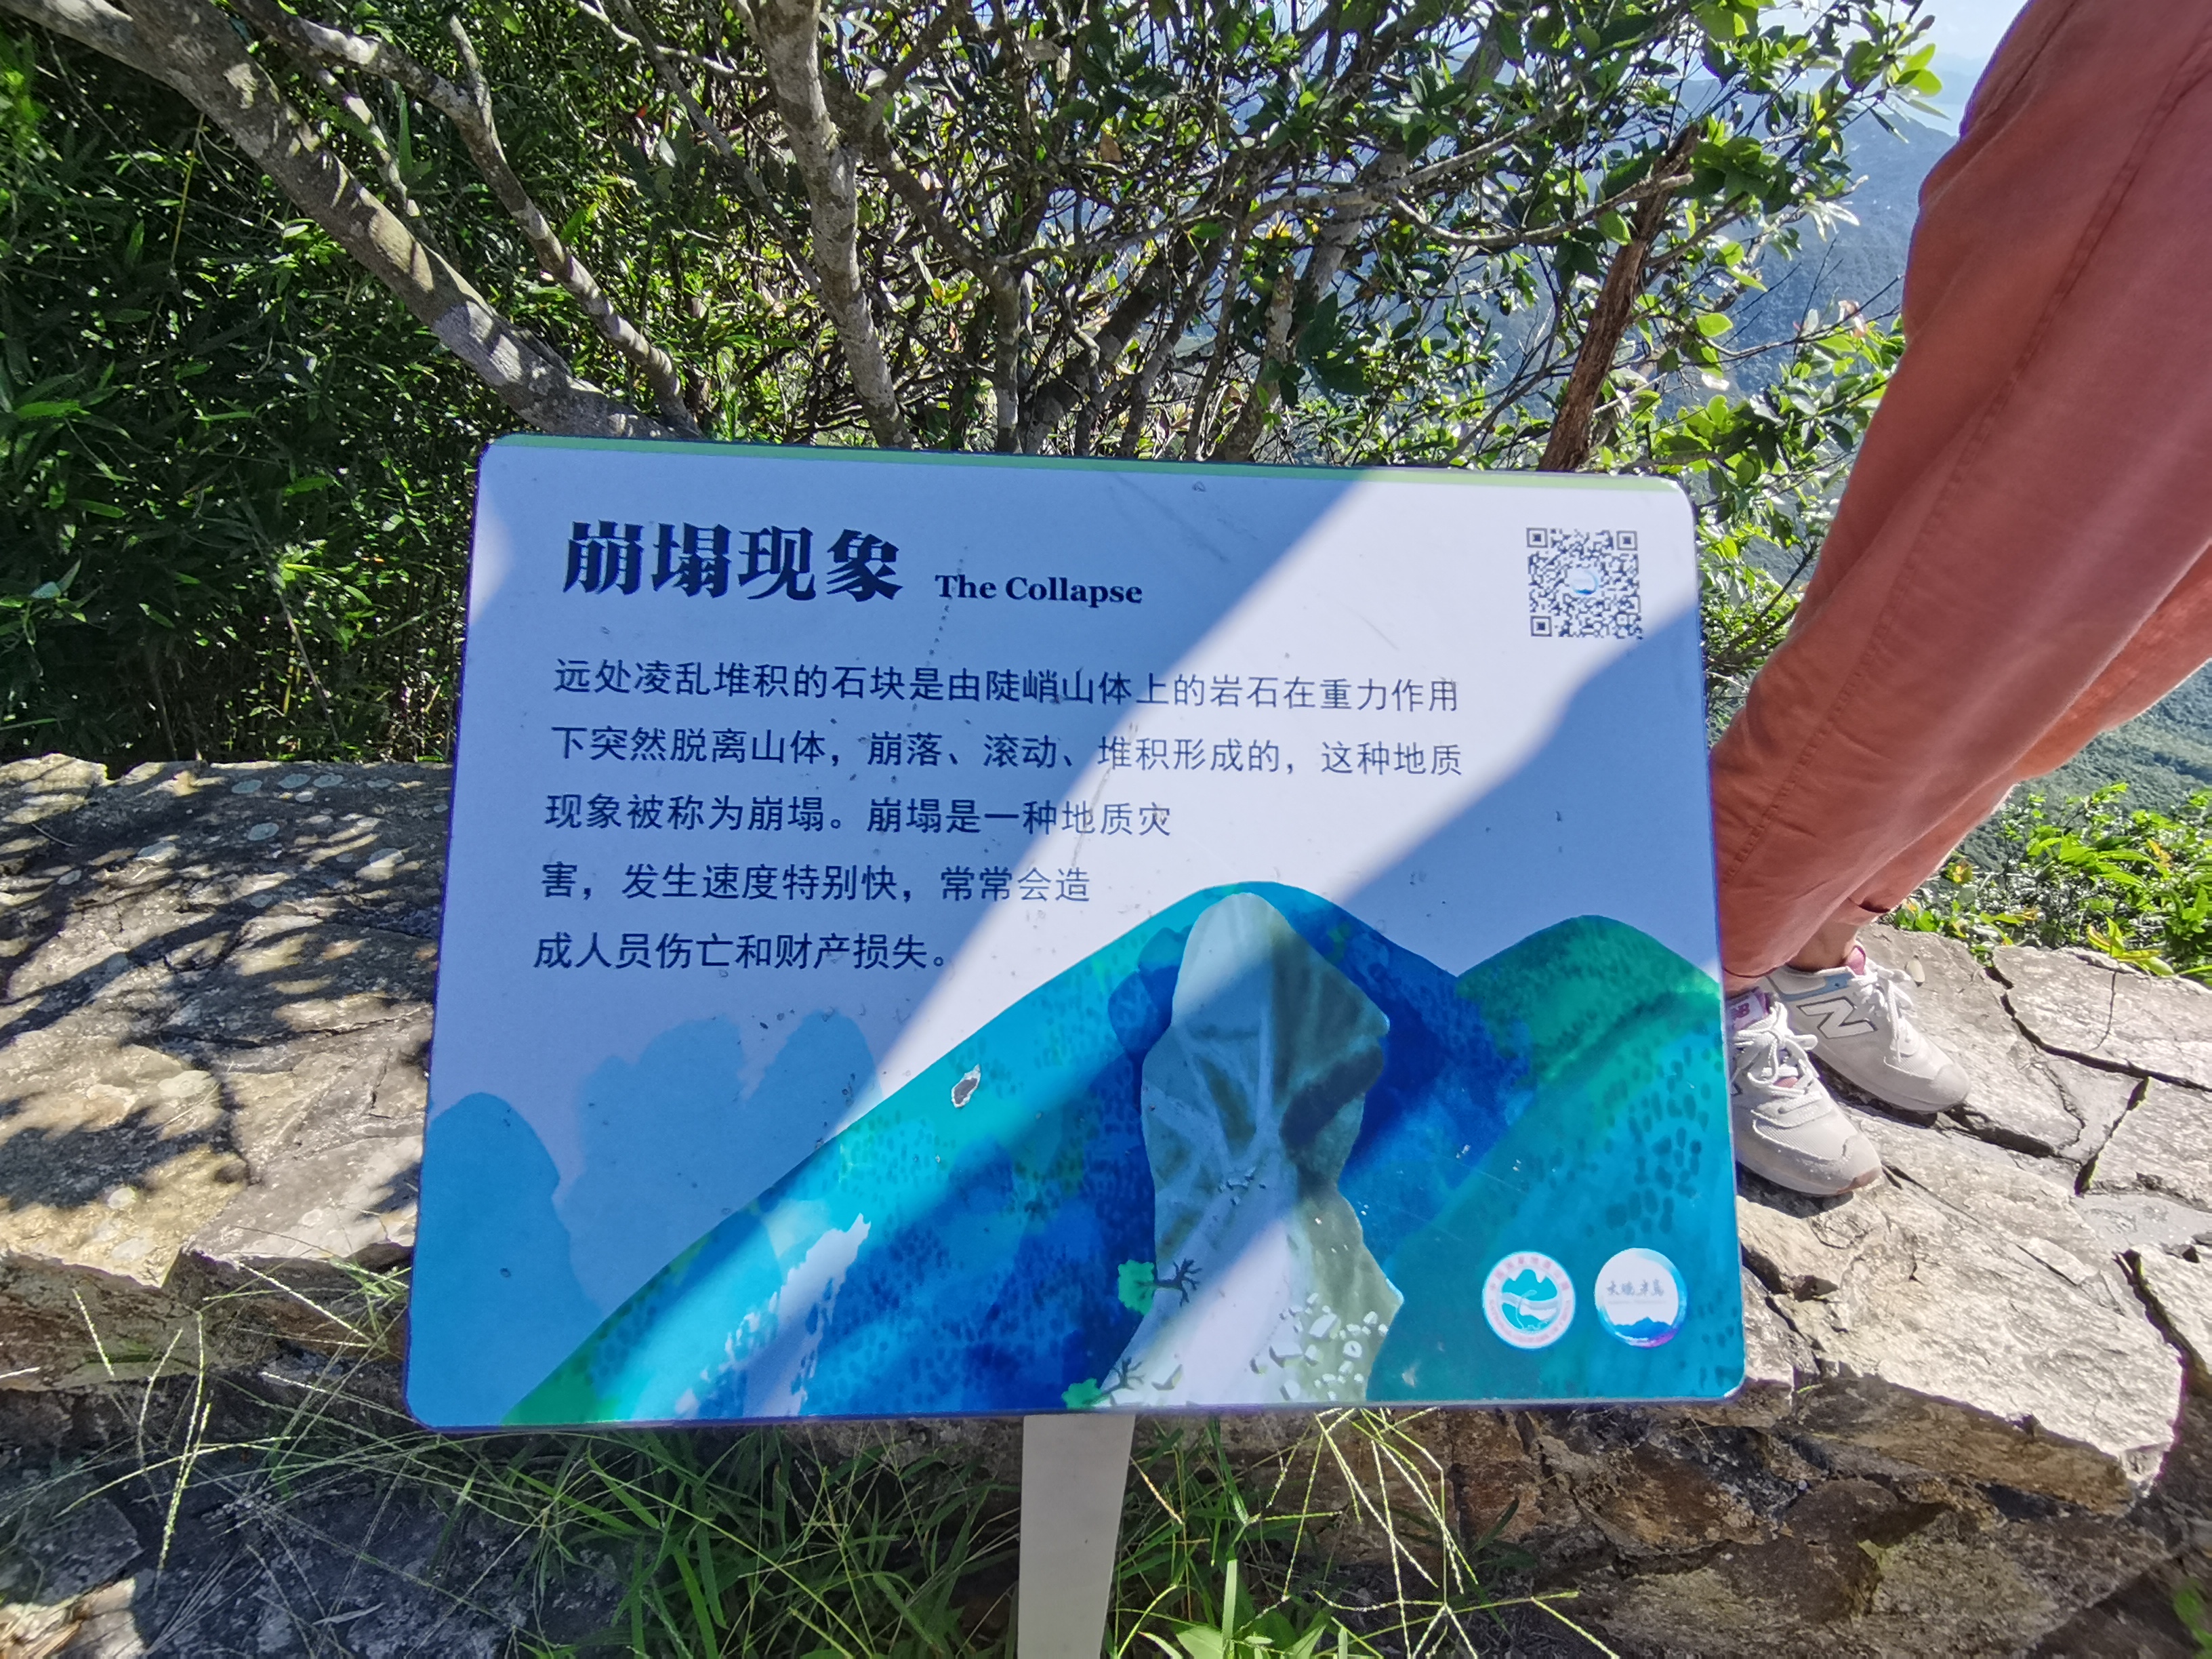 崩塌现象 The Collapse
远处凌乱堆积的石块是由陡峭山体上的岩石在重力作用
下突然脱离山体，崩落、滚动、堆积形成的，这种地质
现象被称为崩塌。崩塌是一种地质灾
害，发生速度特别快，常常会造
成人员伤亡和财产损失。
大鹏半岛
N